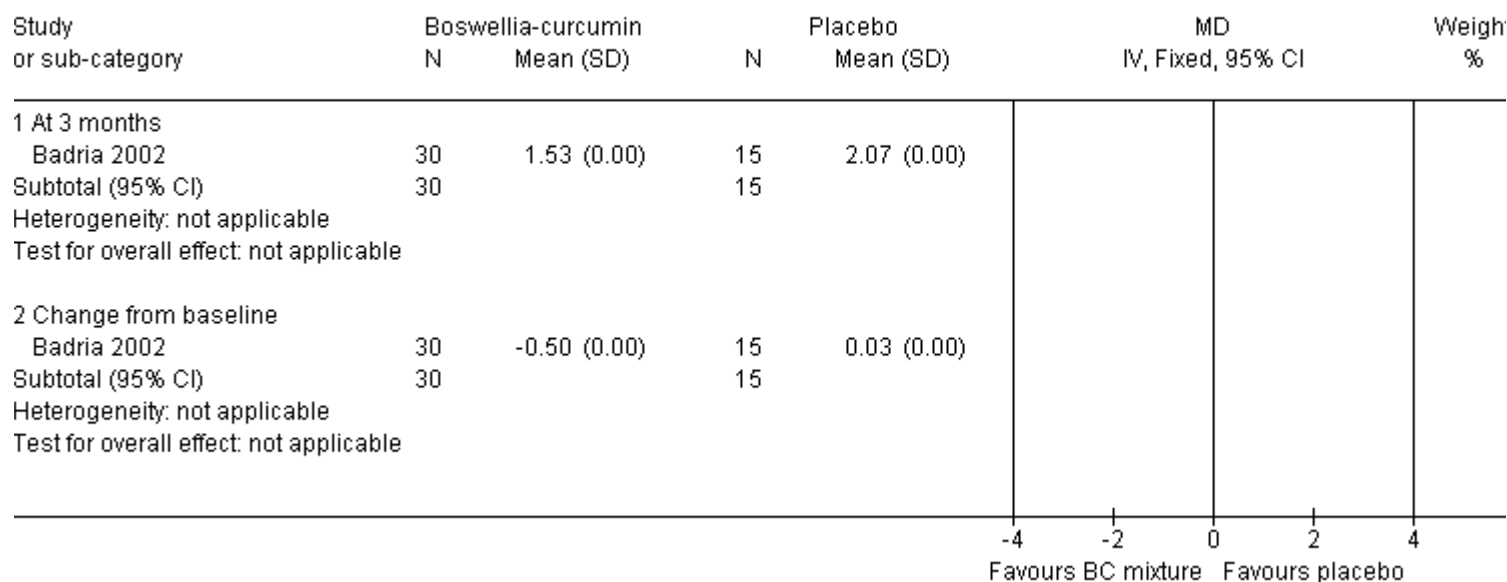 Study Boswellia-curcumin Placebo MD Weight
or sub-category N Mean (SD) N Mean (SD) IV, Fixed, 95% CI %
1 At 3 months
Badria 2002 30 1.53 (0.00) 15 2.07 (0.00)
Subtotal (95% CI) 30 15
Heterogeneity: not applicable
Test for overall effect: not applicable
2 Change from baseline
Badria 2002 30 -0.50 (0.00) 15 0.03 (0.00)
Subtotal (95% CI) 30 15
Heterogeneity: not applicable
Test for overall effect: not applicable
-4 -2 0 2 4
Favours BC mixture Favours placebo